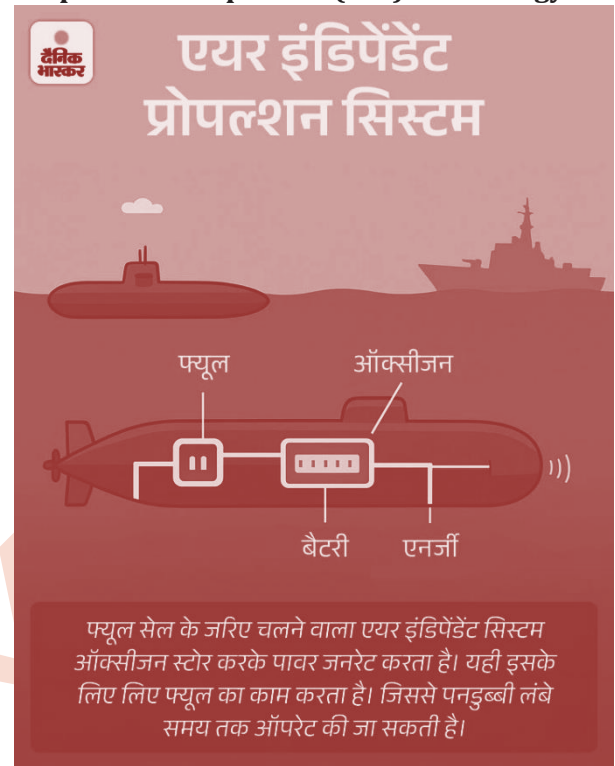 दैनिक
भास्कर
एयर इंडिपेंडेंट
प्रोपल्शन सिस्टम
फ्यूल
ऑक्सीजन
बैटरी
एनर्जी
फ्यूल सेल के जरिए चलने वाला एयर इंडिपेंडेंट सिस्टम
ऑक्सीजन स्टोर करके पावर जनरेट करता है। यही इसके
लिए लिए फ्यूल का काम करता है। जिससे पनडुब्बी लंबे
समय तक ऑपरेट की जा सकती है।